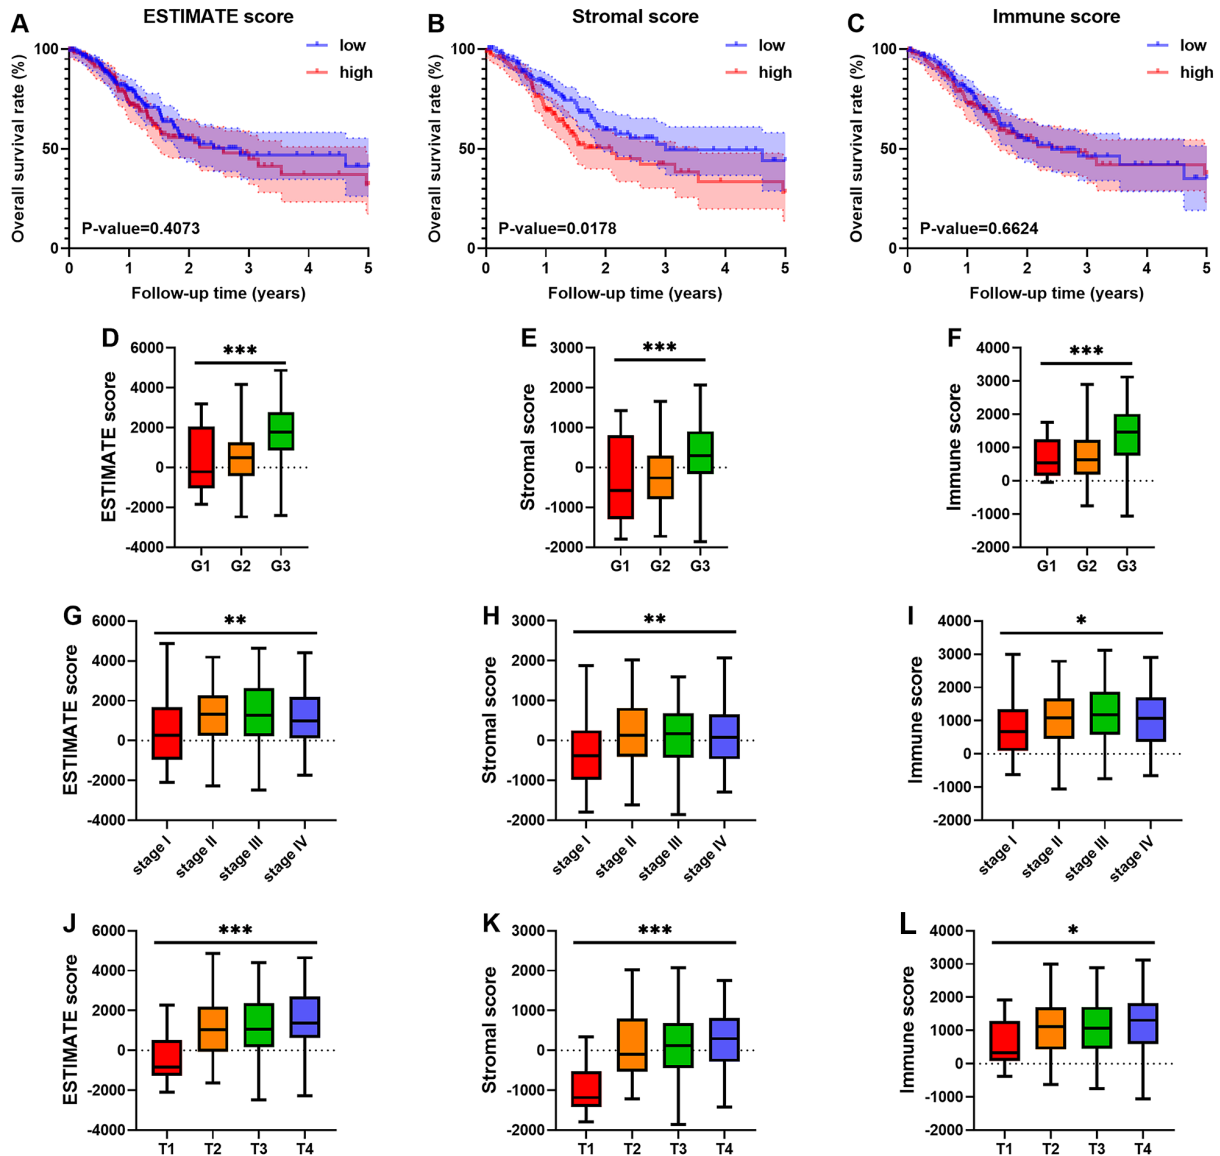 A
ESTIMATE score
low
high
Overall survival rate (%)
100
50
0
P-value=0.4073
0 1 2 3 4 5
Follow-up time (years)
B
Stromal score
low
high
Overall survival rate (%)
100
50
0
P-value=0.0178
0 1 2 3 4 5
Follow-up time (years)
C
Immune score
low
high
Overall survival rate (%)
100
50
0
P-value=0.6624
0 1 2 3 4 5
Follow-up time (years)
D
ESTIMATE score
6000
4000
2000
0
-2000
-4000
***
G1 G2 G3
E
Stromal score
3000
2000
1000
0
-1000
-2000
***
G1 G2 G3
F
Immune score
4000
3000
2000
1000
0
-1000
-2000
***
G1 G2 G3
G
ESTIMATE score
6000
4000
2000
0
-2000
-4000
**
stage I
stage II
stage III
stage IV
H
Stromal score
3000
2000
1000
0
-1000
-2000
**
stage I
stage II
stage III
stage IV
I
Immune score
4000
3000
2000
1000
0
-1000
-2000
*
stage I
stage II
stage III
stage IV
J
ESTIMATE score
6000
4000
2000
0
-2000
-4000
***
T1 T2 T3 T4
K
Stromal score
3000
2000
1000
0
-1000
-2000
***
T1 T2 T3 T4
L
Immune score
4000
3000
2000
1000
0
-1000
-2000
*
T1 T2 T3 T4